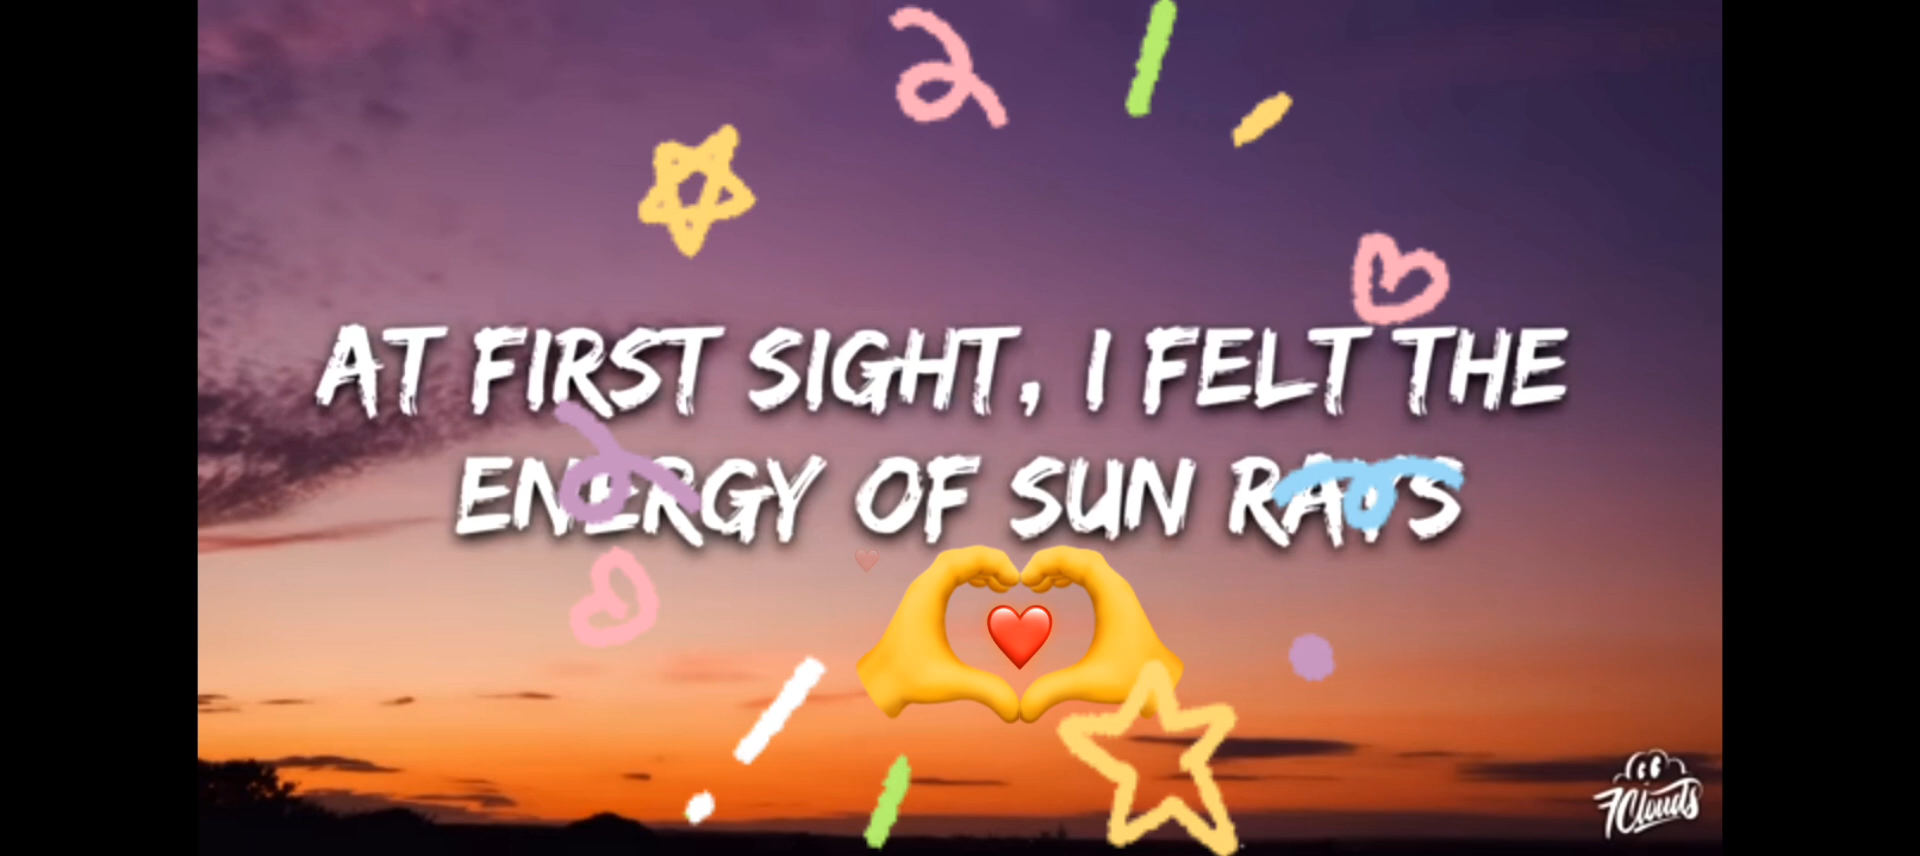 AT FIRST SIGHT, I FELT THE
ENERGY OF SUN RAYS
7Clouds